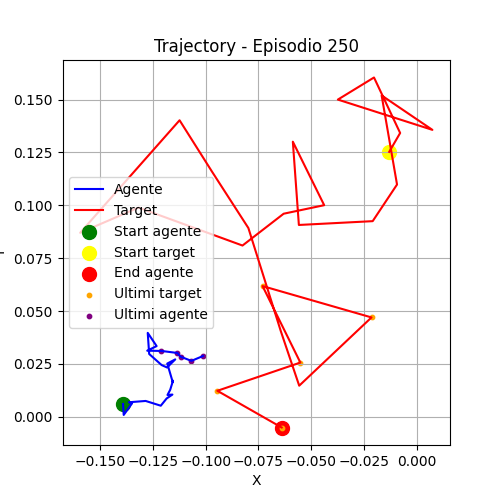 Trajectory - Episodio 250
0.150
0.125
0.100
0.075
0.050
0.025
0.000
Agente
Target
Start agente
Start target
End agente
Ultimi target
Ultimi agente
−0.150 −0.125 −0.100 −0.075 −0.050 −0.025 0.000
X